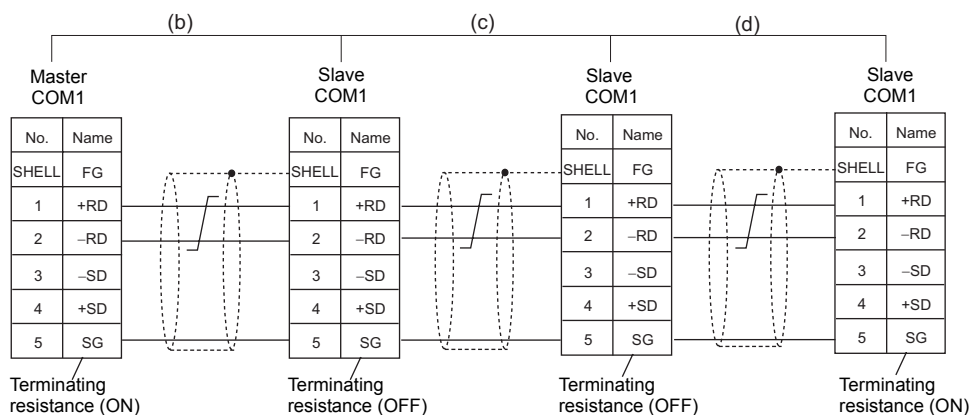 (b) (c) (d)
Master
COM1
No. Name
SHELL FG
1 +RD
2 –RD
3 –SD
4 +SD
5 SG
Terminating
resistance (ON)
Slave
COM1
No. Name
SHELL FG
1 +RD
2 –RD
3 –SD
4 +SD
5 SG
Terminating
resistance (OFF)
Slave
COM1
No. Name
SHELL FG
1 +RD
2 –RD
3 –SD
4 +SD
5 SG
Terminating
resistance (OFF)
Slave
COM1
No. Name
SHELL FG
1 +RD
2 –RD
3 –SD
4 +SD
5 SG
Terminating
resistance (ON)